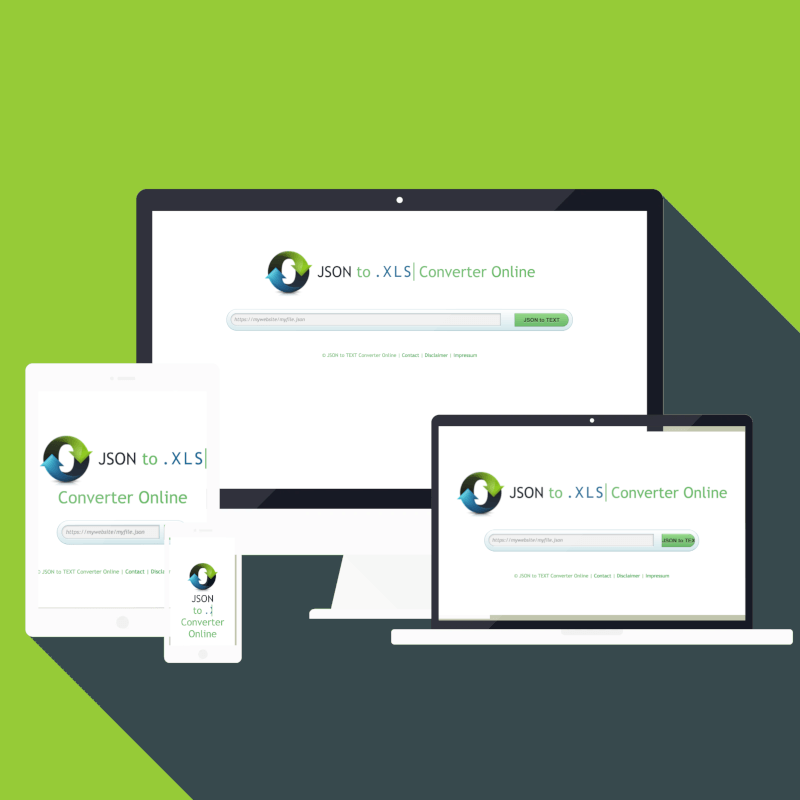 JSON to .XLS| Converter Online
https://mywebsite/myfile.json
JSON to TEXT
© JSON to TEXT Converter Online | Contact | Disclaimer | Impressum
JSON to .XLS|
Converter Online
https://mywebsite/myfile.json
JSON to TEXT Converter Online | Contact | Discla
JSON
to .
Converter
Online
JSON to .XLS| Converter Online
https://mywebsite/myfile.json
JSON to TEX
© JSON to TEXT Converter Online | Contact | Disclaimer | Impressum